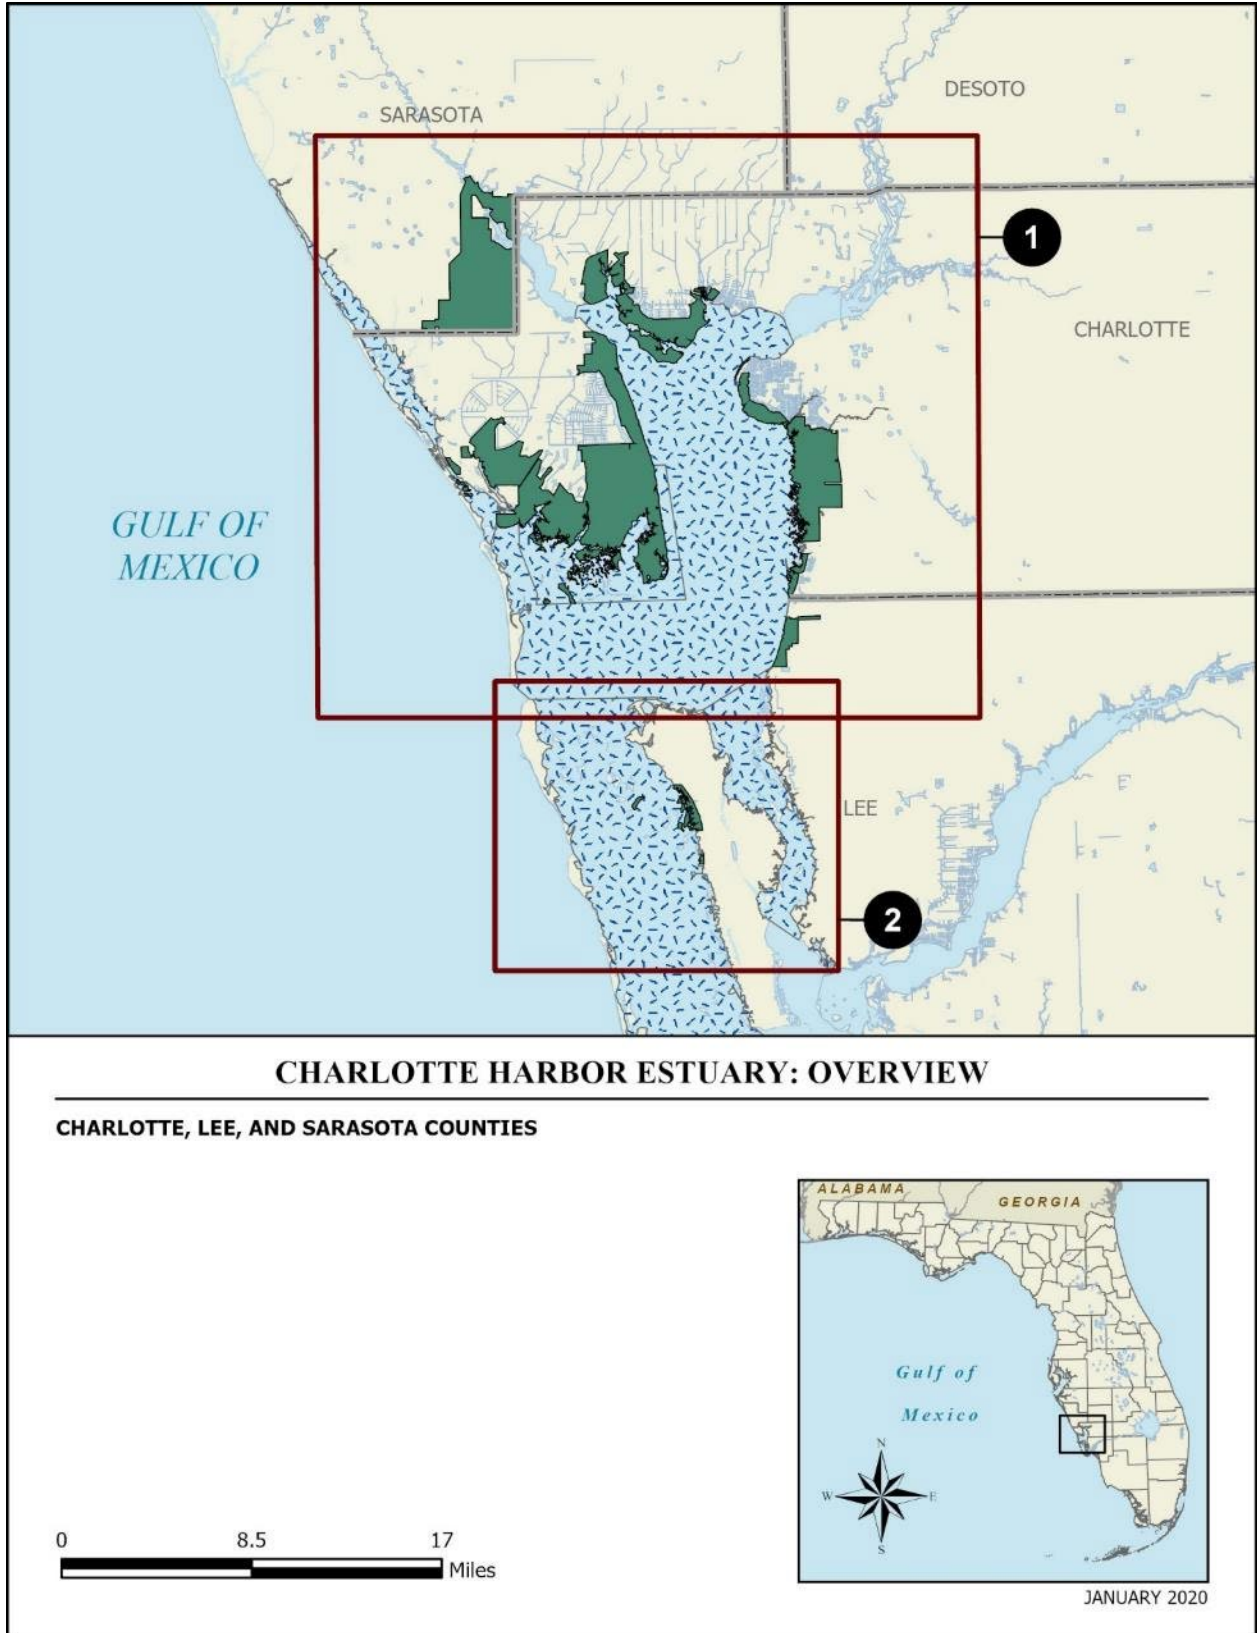 SARASOTA
DESOTO
1
CHARLOTTE
GULF OF
MEXICO
LEE
2
CHARLOTTE HARBOR ESTUARY: OVERVIEW
CHARLOTTE, LEE, AND SARASOTA COUNTIES
ALABAMA
GEORGIA
Gulf of
Mexico
N
W E
S
0 8.5 17
Miles
JANUARY 2020